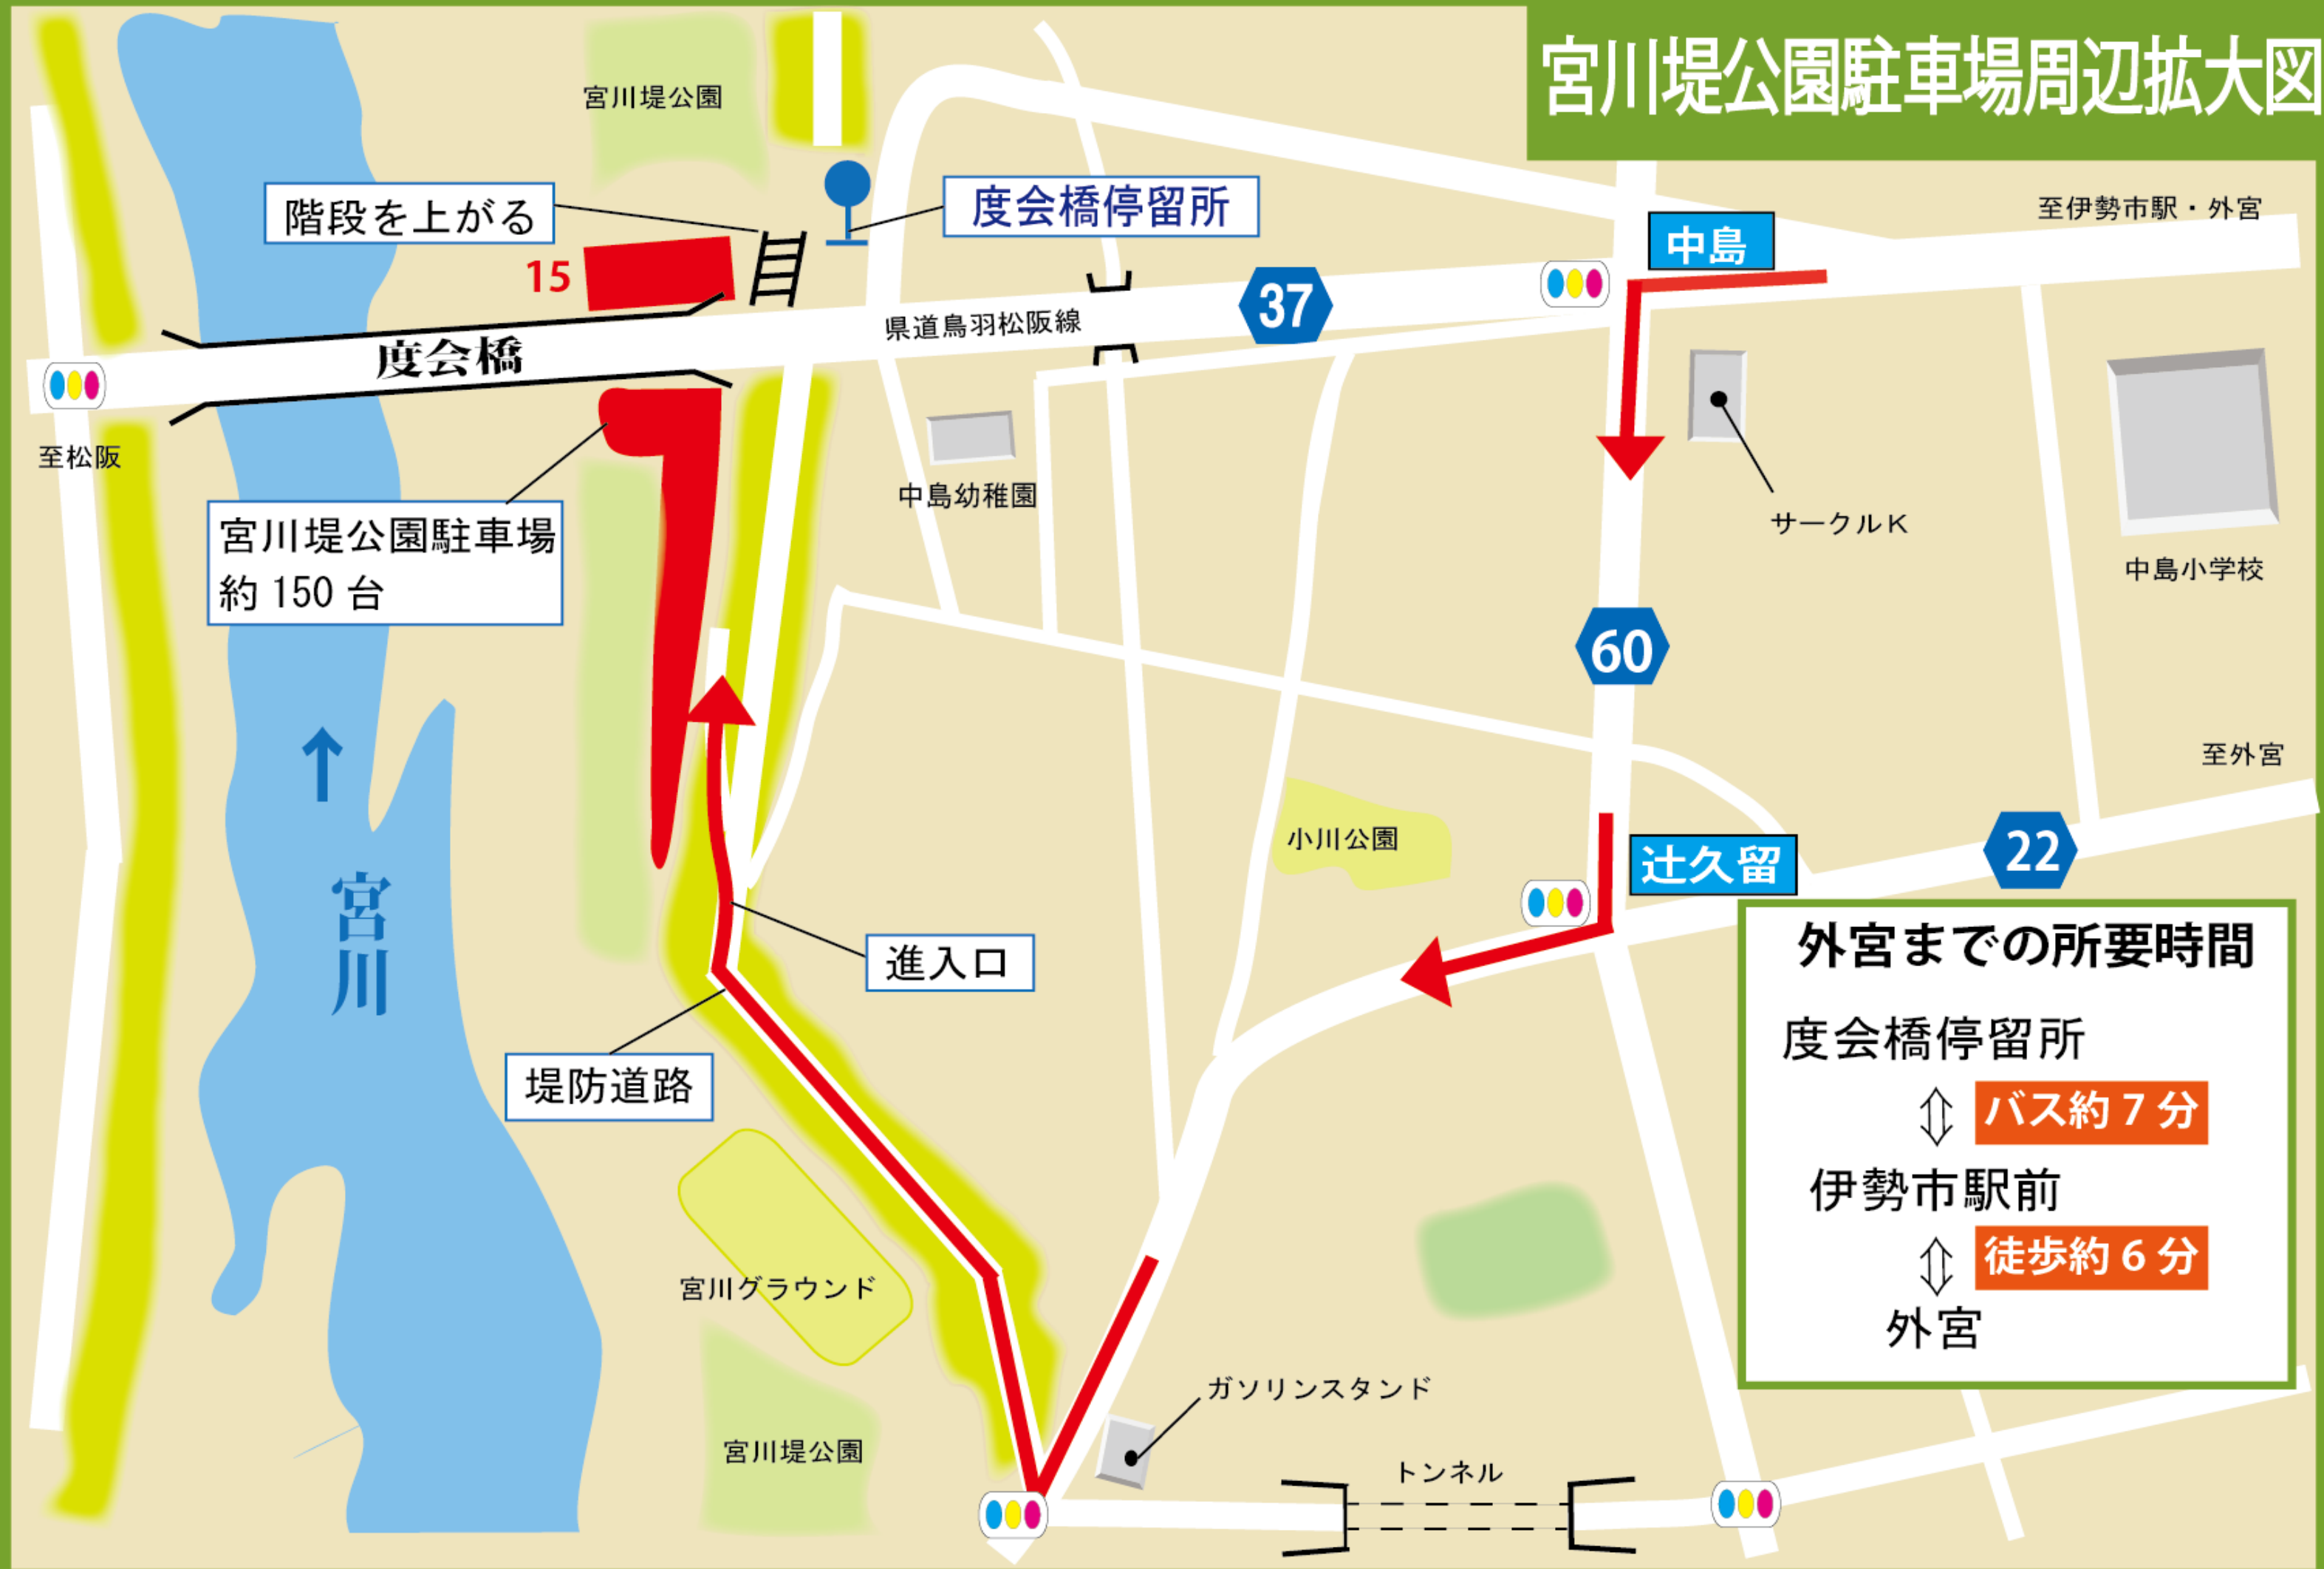 宮川堤公園駐車場周辺拡大図
宮川堤公園
階段を上がる
度会橋停留所
至伊勢市駅・外宮
中島
15
37
県道鳥羽松阪線
度会橋
至松阪
中島幼稚園
サークルＫ
中島小学校
宮川堤公園駐車場
約150台
60
至外宮
小川公園
辻久留
22
宮川
進入口
堤防道路
外宮までの所要時間
度会橋停留所
バス約7分
伊勢市駅前
徒歩約6分
外宮
宮川グラウンド
ガソリンスタンド
宮川堤公園
トンネル